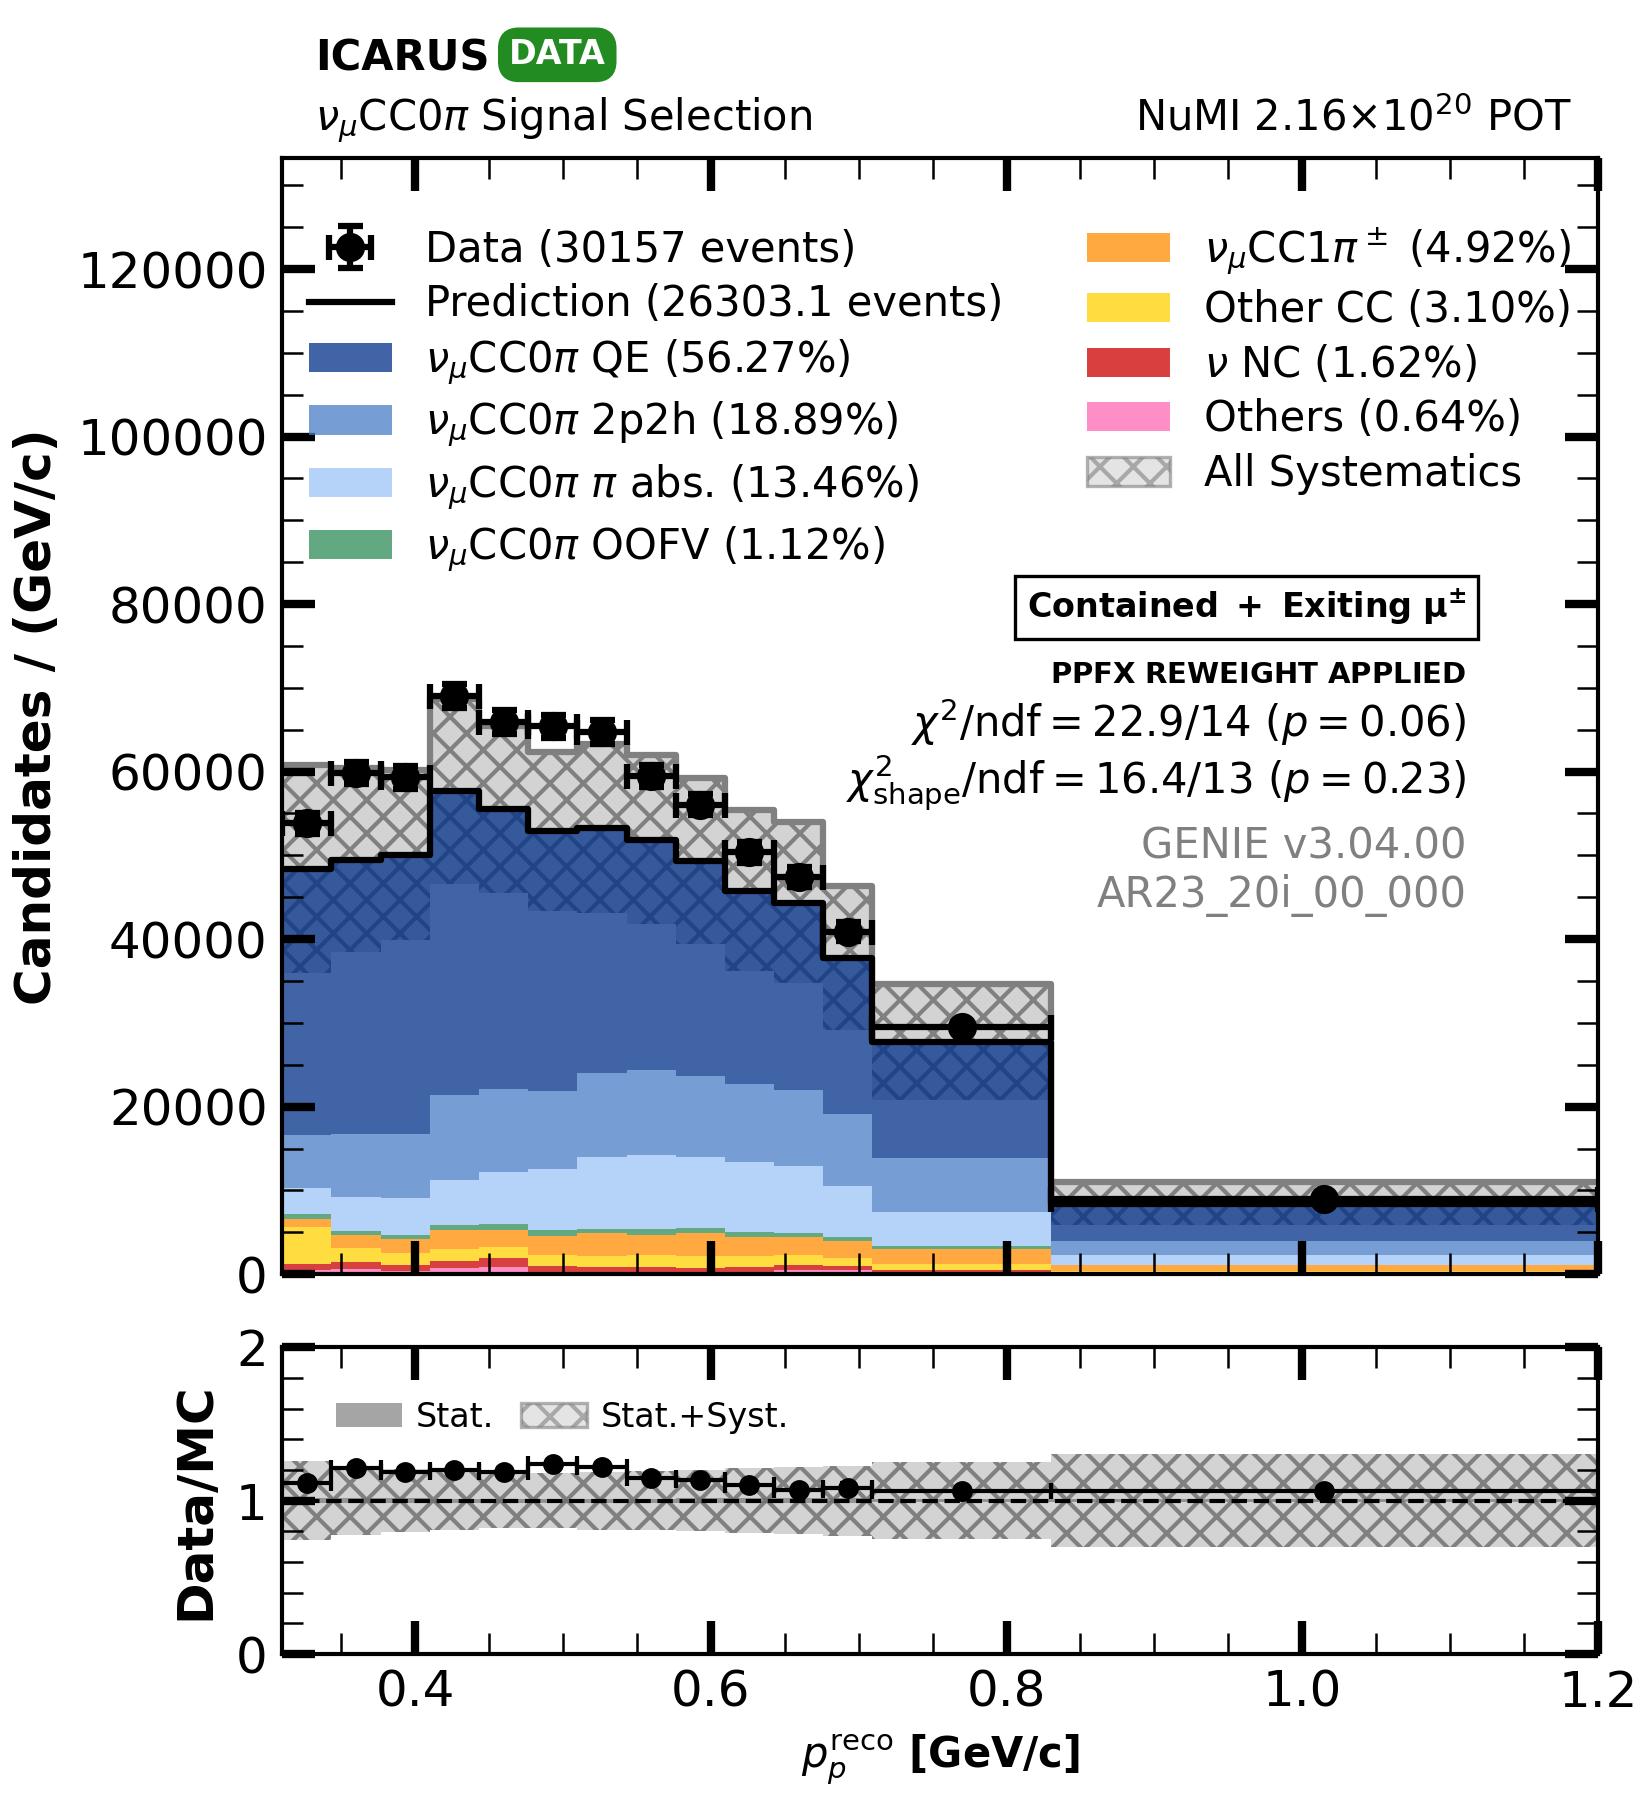 ICARUS DATA
νμCC0π Signal Selection NuMI 2.16×10²⁰ POT
Candidates / (GeV/c)
120000
100000
80000
60000
40000
20000
0
Data (30157 events)
Prediction (26303.1 events)
νμCC0π QE (56.27%)
νμCC0π 2p2h (18.89%)
νμCC0π π abs. (13.46%)
νμCC0π OOFV (1.12%)
νμCC1π± (4.92%)
Other CC (3.10%)
ν NC (1.62%)
Others (0.64%)
All Systematics
Contained + Exiting μ±
PPFX REWEIGHT APPLIED
χ²/ndf = 22.9/14 (p = 0.06)
χ²shape/ndf = 16.4/13 (p = 0.23)
GENIE v3.04.00
AR23_20i_00_000
Data/MC
2
1
0
Stat. Stat.+Syst.
0.4 0.6 0.8 1.0 1.2
pp reco [GeV/c]